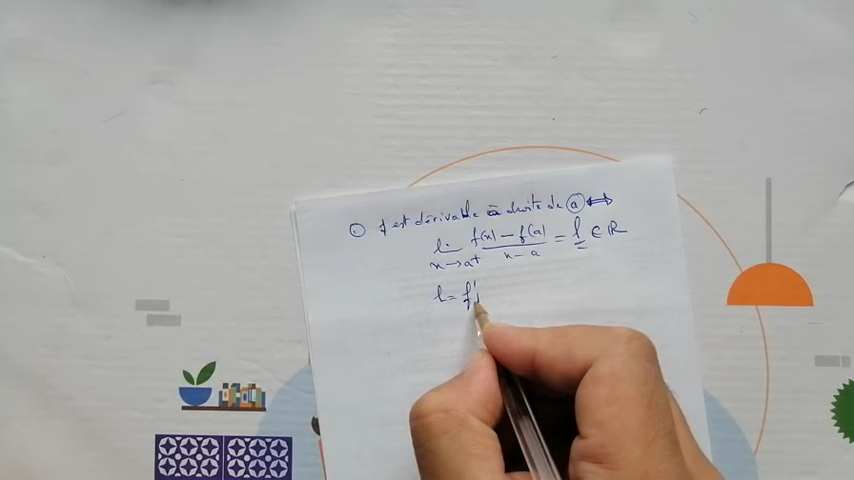 ① f est dérivable à droite de ⓐ ⟺
lim f(x) - f(a) / x - a = l ∈ ℝ
x → a⁺
l = f'